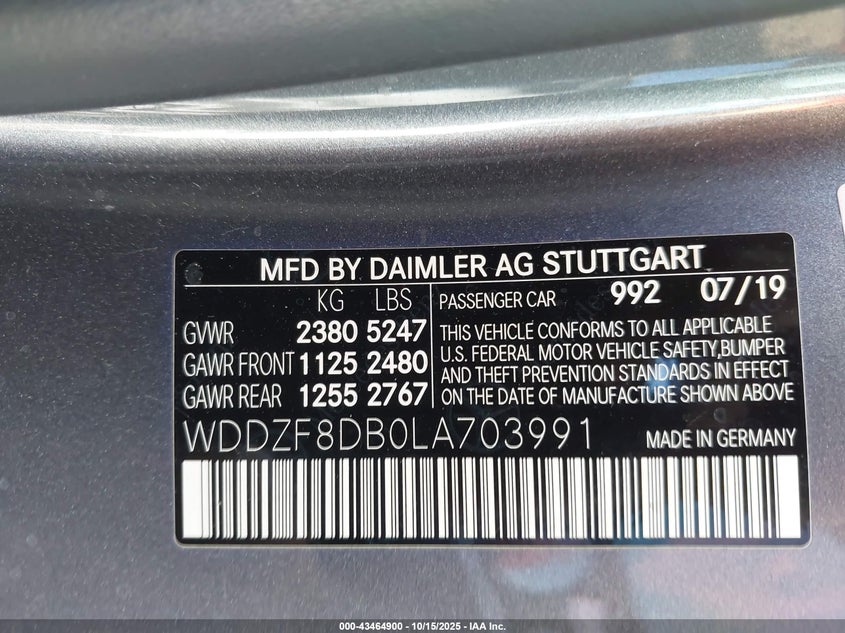 MFD BY DAIMLER AG STUTTGART
KG LBS
GVWR 2380 5247
GAWR FRONT 1125 2480
GAWR REAR 1255 2767
PASSENGER CAR 992 07/19
THIS VEHICLE CONFORMS TO ALL APPLICABLE
U.S. FEDERAL MOTOR VEHICLE SAFETY,BUMPER
AND THEFT PREVENTION STANDARDS IN EFFECT
ON THE DATE OF MANUFACTURE SHOWN ABOVE
WDDZF8DB0LA703991
MADE IN GERMANY
000-43464900 - 10/15/2025 - IAA Inc.